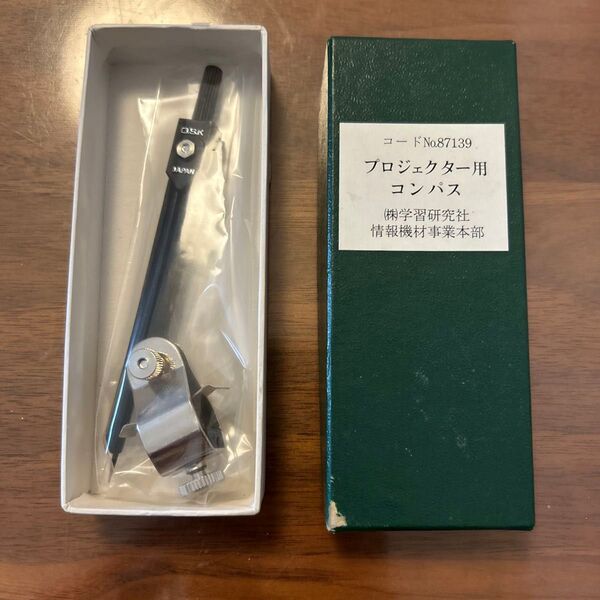 O.S.K
JAPAN
コードNo.87139
プロジェクター用
コンパス
㈱学習研究社
情報機材事業本部